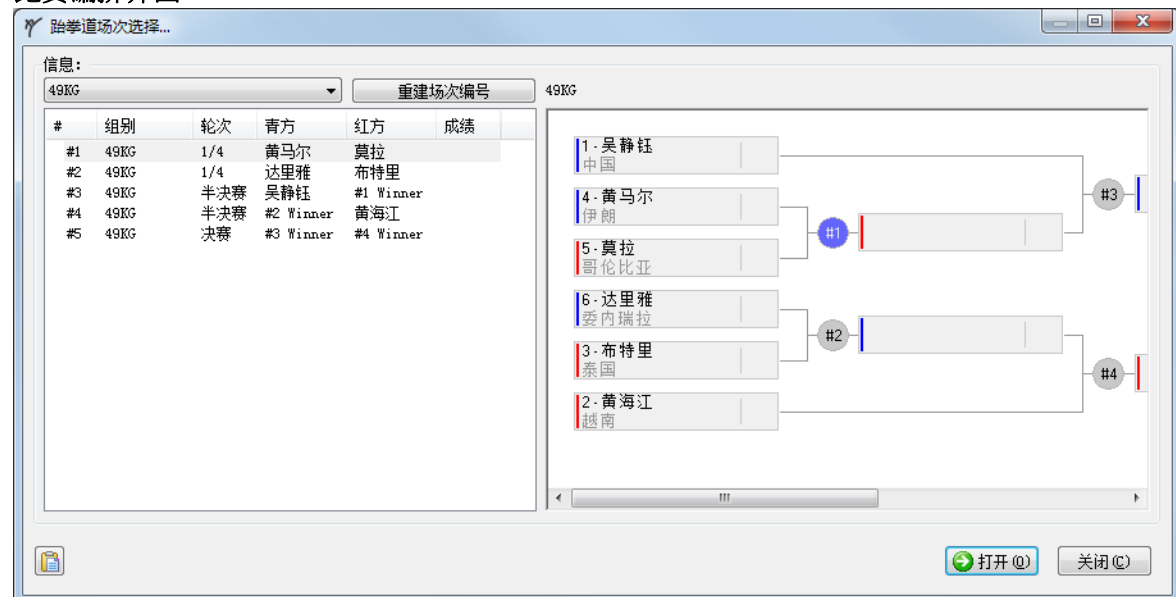 跆拳道场次选择...
信息:
49KG
重建场次编号
49KG
# 组别 轮次 青方 红方 成绩
#1 49KG 1/4 黄马尔 莫拉
#2 49KG 1/4 达里雅 布特里
#3 49KG 半决赛 吴静钰 #1 Winner
#4 49KG 半决赛 #2 Winner 黄海江
#5 49KG 决赛 #3 Winner #4 Winner
1-吴静钰
中国
4-黄马尔
伊朗
#3
#1
5-莫拉
哥伦比亚
6-达里雅
委内瑞拉
#2
3-布特里
泰国
#4
2-黄海江
越南
打开(O)
关闭(C)